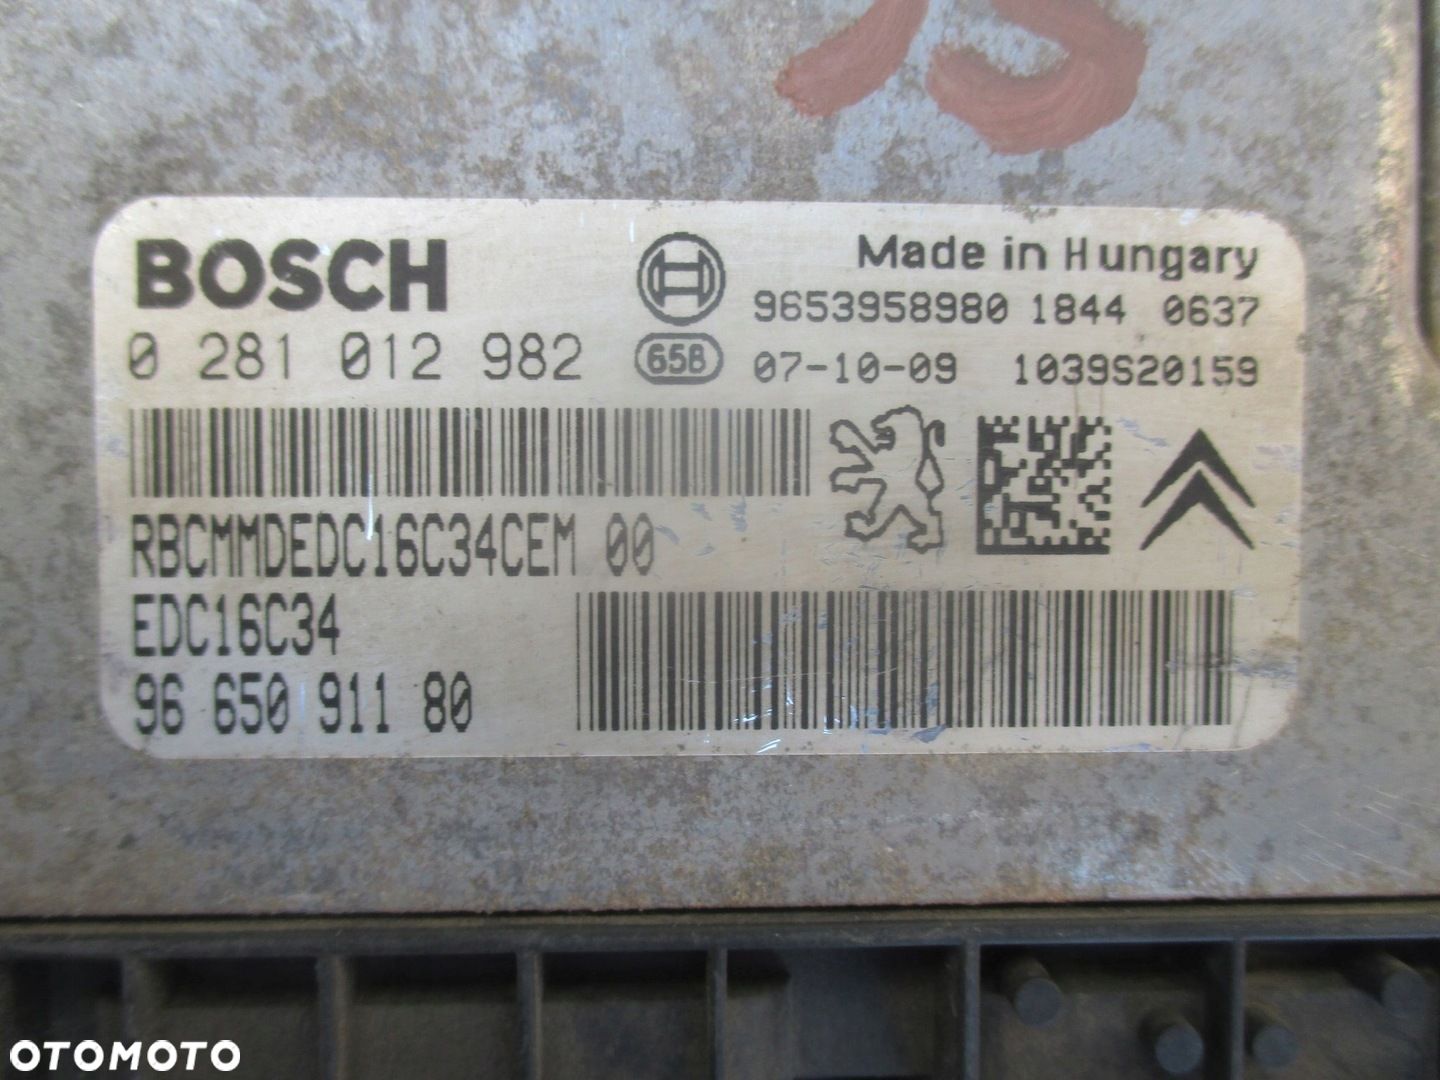 BOSCH
Made in Hungary
9653958980 1844 0637
0 281 012 982
65B
07-10-09 1039S20159
RBCMMDEDC16C34CEM 00
EDC16C34
96 650 911 80
OTOMOTO